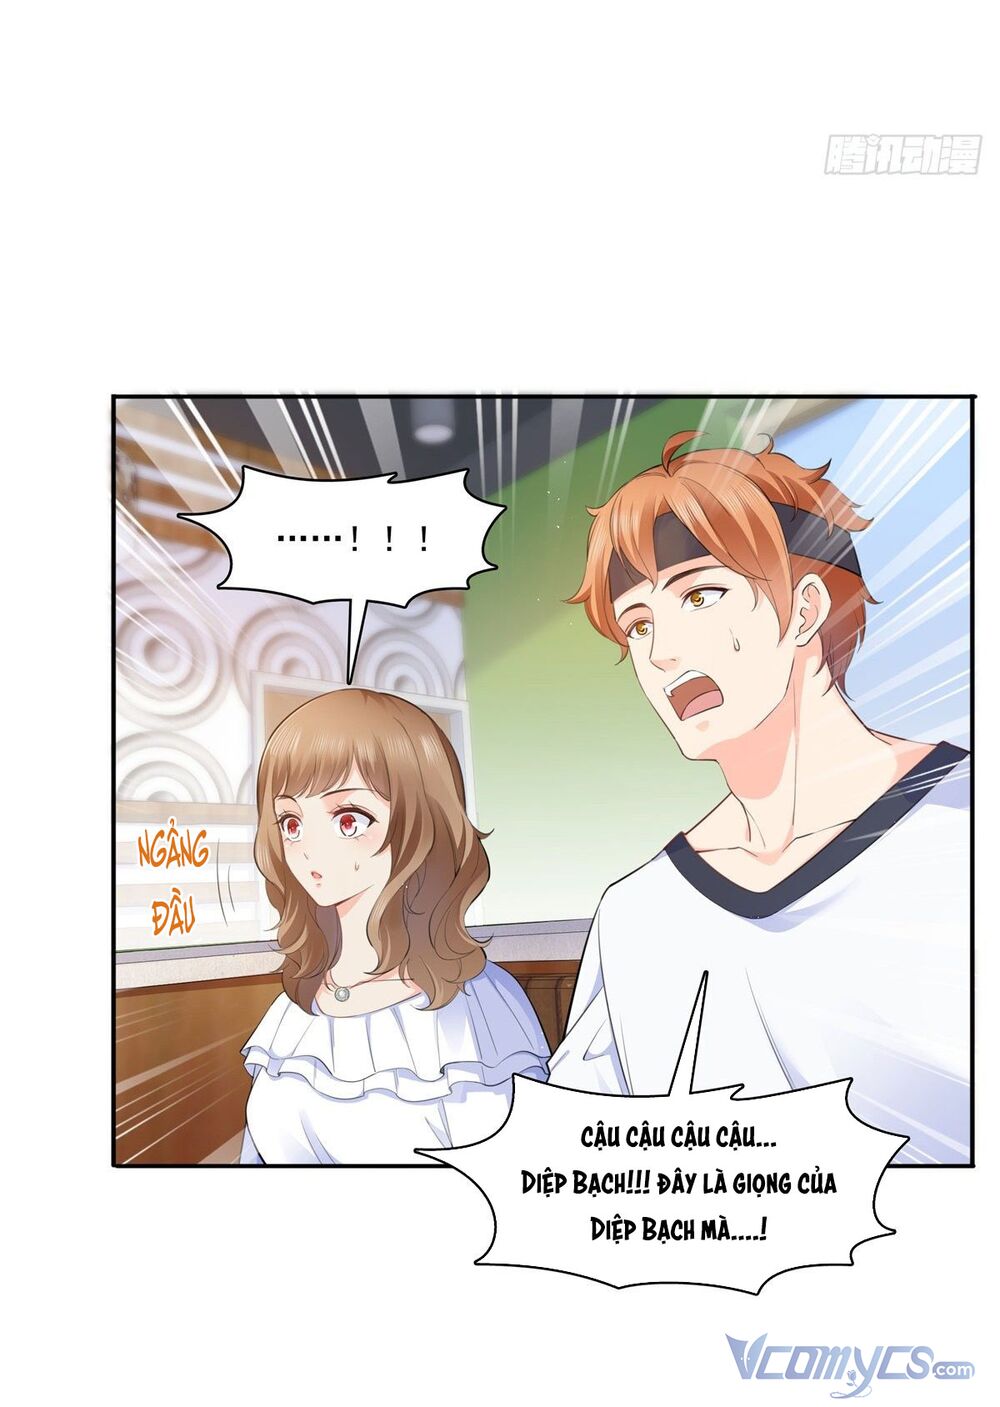 腾讯动漫
……！！！
NGẢNG
ĐẦU
CẬU CẬU CẬU CẬU...
DIỆP BẠCH!!! ĐÂY LÀ GIỌNG CỦA
DIỆP BẠCH MÀ....!
VCOMYCS.com